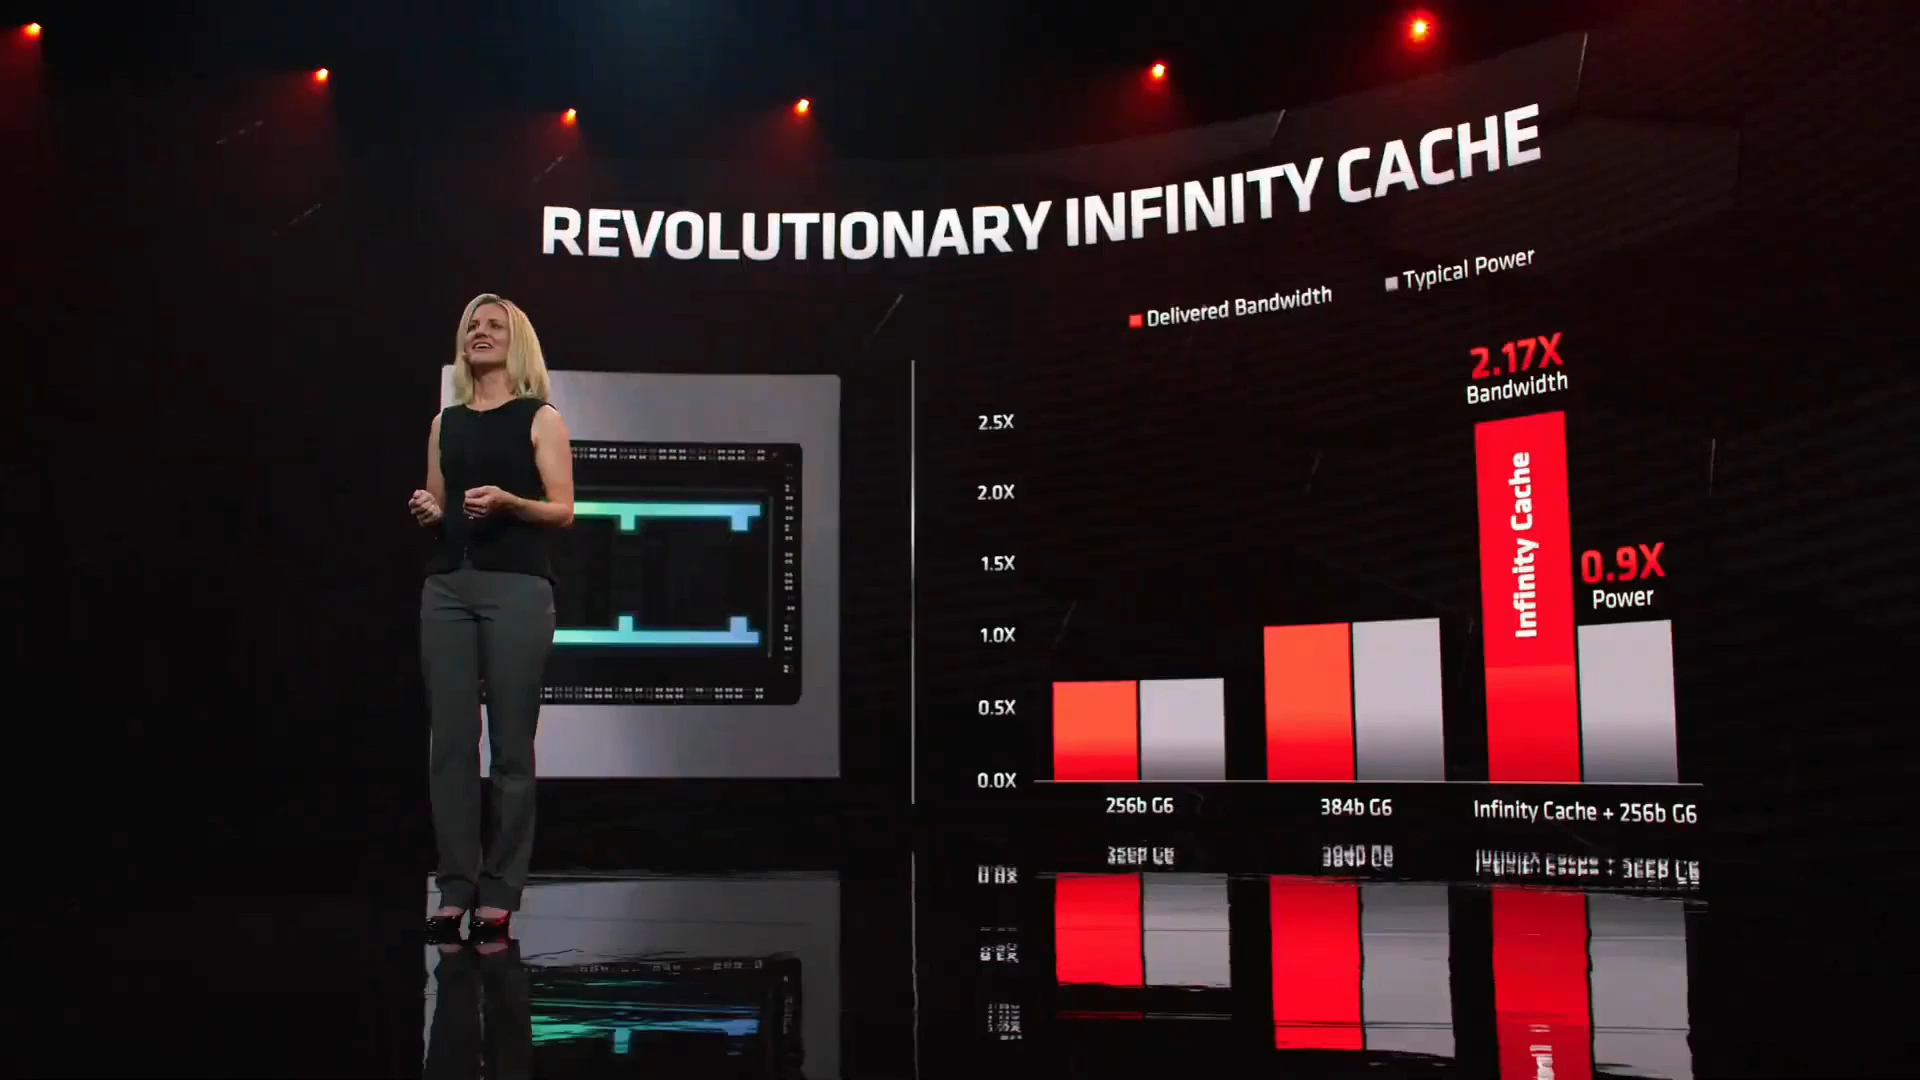 REVOLUTIONARY INFINITY CACHE
Delivered Bandwidth
Typical Power
2.17X
Bandwidth
2.5X
2.0X
1.5X
1.0X
0.5X
0.0X
Infinity Cache
0.9X
Power
256b G6
384b G6
Infinity Cache + 256b G6